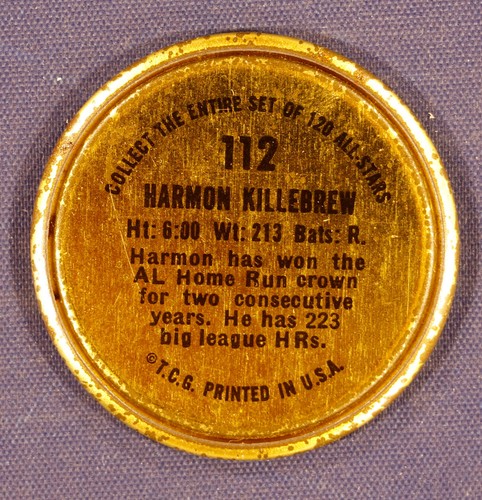 COLLECT THE ENTIRE SET OF 120 ALL-STARS
112
HARMON KILLEBREW
Ht: 6:00 Wt: 213 Bats: R.
Harmon has won the
AL Home Run crown
for two consecutive
years. He has 223
big league HRs.
©T.C.G. PRINTED IN U.S.A.